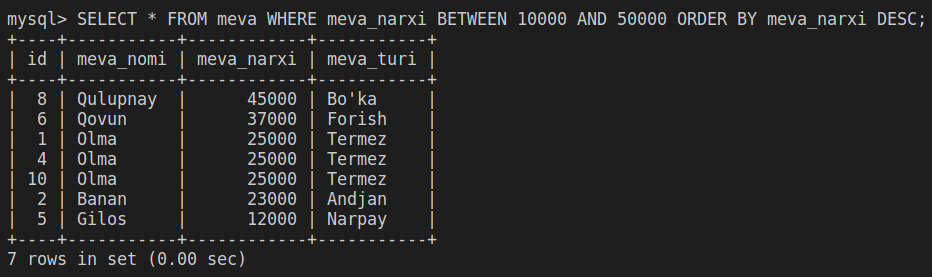 mysql> SELECT * FROM meva WHERE meva_narxi BETWEEN 10000 AND 50000 ORDER BY meva_narxi DESC;
+----+-----------+------------+-----------+
| id | meva_nomi | meva_narxi | meva_turi |
+----+-----------+------------+-----------+
|  8 | Qulupnay  |      45000 | Bo'ka     |
|  6 | Qovun     |      37000 | Forish    |
|  1 | Olma      |      25000 | Termez    |
|  4 | Olma      |      25000 | Termez    |
| 10 | Olma      |      25000 | Termez    |
|  2 | Banan     |      23000 | Andjan    |
|  5 | Gilos     |      12000 | Narpay    |
+----+-----------+------------+-----------+
7 rows in set (0.00 sec)